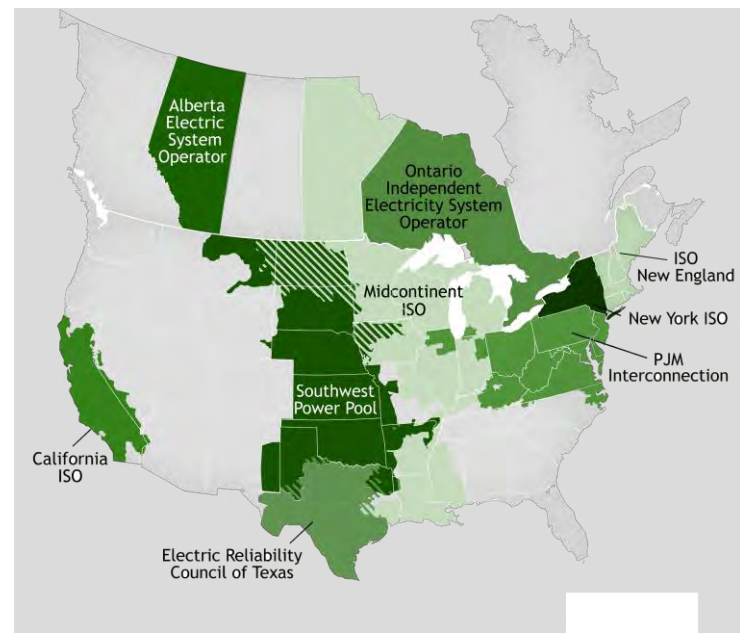 Alberta
Electric
System
Operator
Ontario
Independent
Electricity System
Operator
ISO
New England
Midcontinent
ISO
New York ISO
PJM
Interconnection
Southwest
Power Pool
California
ISO
Electric Reliability
Council of Texas